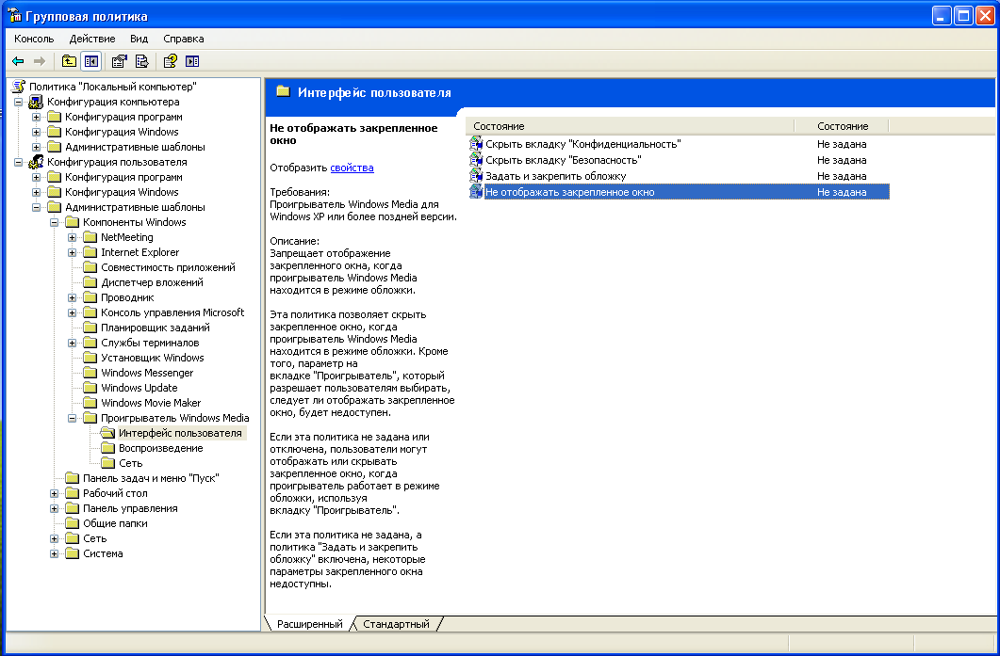 Групповая политика
Консоль Действие Вид Справка
Политика "Локальный компьютер"
Конфигурация компьютера
Конфигурация программ
Конфигурация Windows
Административные шаблоны
Конфигурация пользователя
Конфигурация программ
Конфигурация Windows
Административные шаблоны
Компоненты Windows
NetMeeting
Internet Explorer
Совместимость приложений
Диспетчер вложений
Проводник
Консоль управления Microsoft
Планировщик заданий
Службы терминалов
Установщик Windows
Windows Messenger
Windows Update
Windows Movie Maker
Проигрыватель Windows Media
Интерфейс пользователя
Воспроизведение
Сеть
Панель задач и меню "Пуск"
Рабочий стол
Панель управления
Общие папки
Сеть
Система
Интерфейс пользователя
Не отображать закрепленное
окно
Отобразить свойства
Требования:
Проигрыватель Windows Media для
Windows XP или более поздней версии.
Описание:
Запрещает отображение
закрепленного окна, когда
проигрыватель Windows Media
находится в режиме обложки.
Эта политика позволяет скрыть
закрепленное окно, когда
проигрыватель Windows Media
находится в режиме обложки. Кроме
того, параметр на
вкладке "Проигрыватель", который
разрешает пользователям выбирать,
следует ли отображать закрепленное
окно, будет недоступен.
Если эта политика не задана или
отключена, пользователи могут
отображать или скрывать
закрепленное окно, когда
проигрыватель работает в режиме
обложки, используя
вкладку "Проигрыватель".
Если эта политика не задана, а
политика "Задать и закрепить
обложку" включена, некоторые
параметры закрепленного окна
недоступны.
Состояние Состояние
Скрыть вкладку "Конфиденциальность" Не задана
Скрыть вкладку "Безопасность" Не задана
Задать и закрепить обложку Не задана
Не отображать закрепленное окно Не задана
Расширенный Стандартный